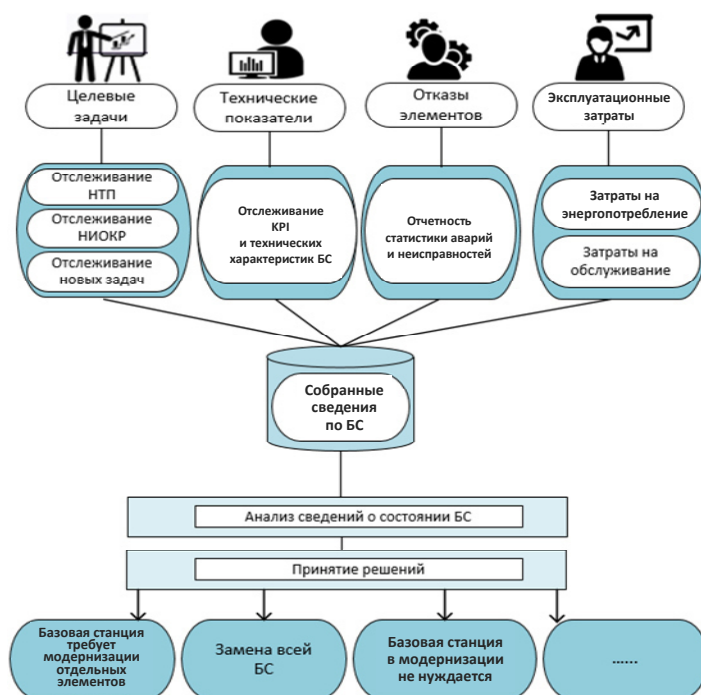 Целевые
задачи
Технические
показатели
Отказы
элементов
Эксплуатационные
затраты
Отслеживание
НТП
Отслеживание
НИОКР
Отслеживание
новых задач
Отслеживание
KPI
и технических
характеристик БС
Отчетность
статистики аварий
и неисправностей
Затраты на
энергопотребление
Затраты на
обслуживание
Собранные
сведения
по БС
Анализ сведений о состоянии БС
Принятие решений
Базовая станция
требует
модернизации
отдельных
элементов
Замена всей
БС
Базовая станция
в модернизации
не нуждается
......